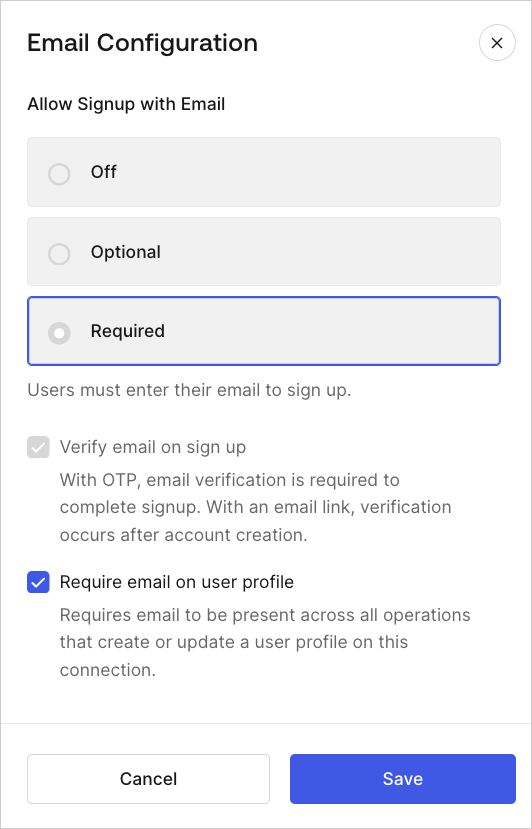 Email Configuration
Allow Signup with Email
Off
Optional
Required
Users must enter their email to sign up.
Verify email on sign up
With OTP, email verification is required to
complete signup. With an email link, verification
occurs after account creation.
Require email on user profile
Requires email to be present across all operations
that create or update a user profile on this
connection.
Cancel
Save